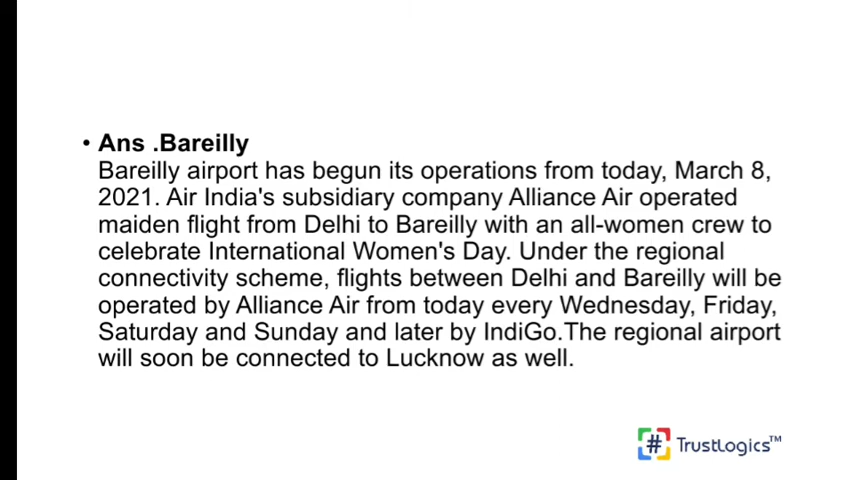 • Ans .Bareilly
Bareilly airport has begun its operations from today, March 8,
2021. Air India's subsidiary company Alliance Air operated
maiden flight from Delhi to Bareilly with an all-women crew to
celebrate International Women's Day. Under the regional
connectivity scheme, flights between Delhi and Bareilly will be
operated by Alliance Air from today every Wednesday, Friday,
Saturday and Sunday and later by IndiGo.The regional airport
will soon be connected to Lucknow as well.
# TrustLogics™